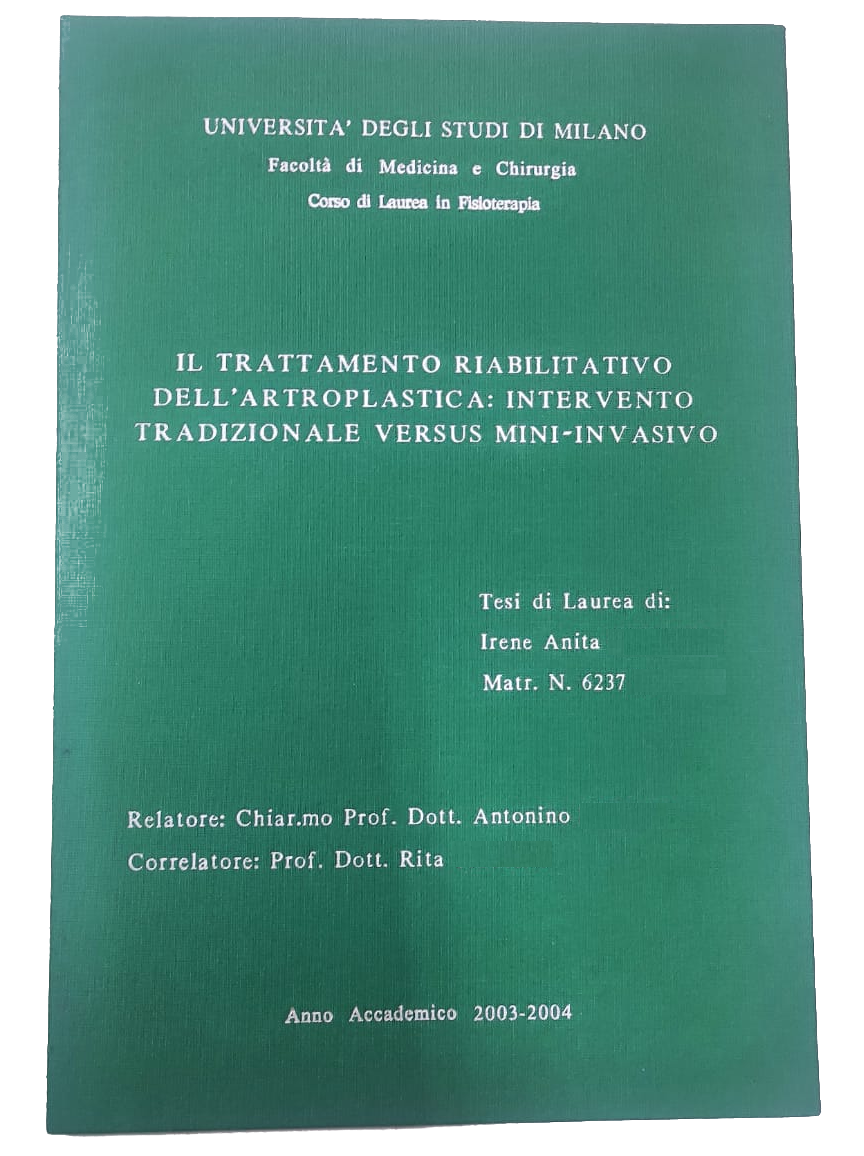 UNIVERSITA' DEGLI STUDI DI MILANO
Facoltà di Medicina e Chirurgia
Corso di Laurea in Fisioterapia
IL TRATTAMENTO RIABILITATIVO
DELL'ARTROPLASTICA: INTERVENTO
TRADIZIONALE VERSUS MINI-INVASIVO
Tesi di Laurea di:
Irene Anita
Matr. N. 6237
Relatore: Chiar.mo Prof. Dott. Antonino
Correlatore: Prof. Dott. Rita
Anno Accademico 2003-2004